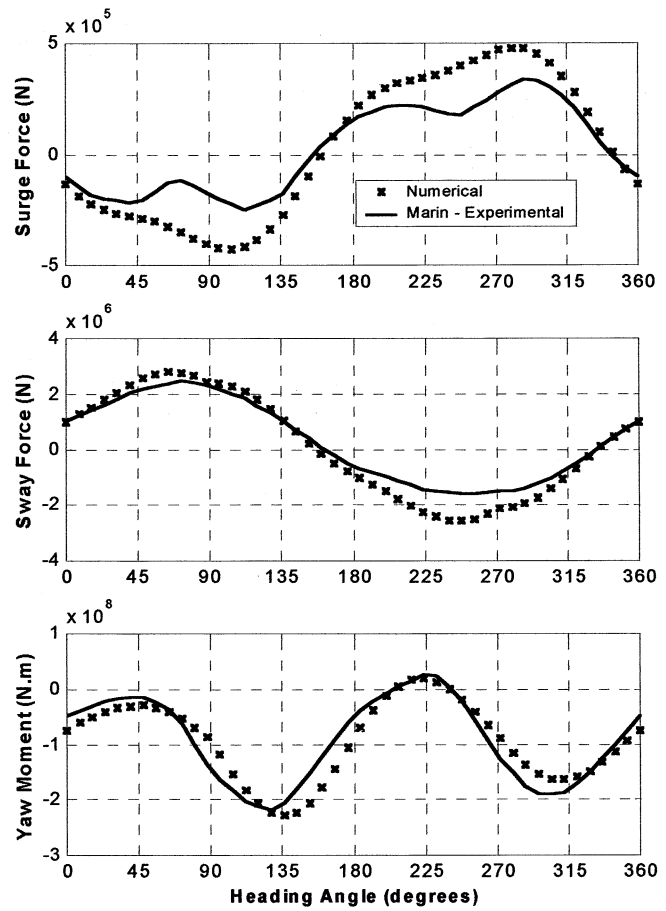 x 10^5
Surge Force (N)
5
0
-5
Numerical
Marin - Experimental
0 45 90 135 180 225 270 315 360
x 10^6
Sway Force (N)
4
2
0
-2
-4
0 45 90 135 180 225 270 315 360
x 10^8
Yaw Moment (N.m)
1
0
-1
-2
-3
0 45 90 135 180 225 270 315 360
Heading Angle (degrees)